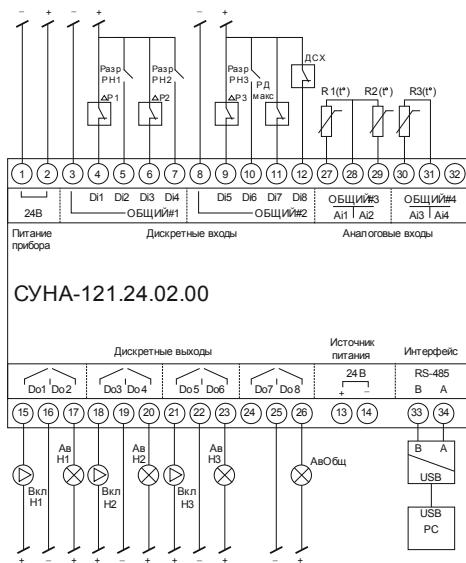 – + – + – +
Разр РН1
Разр РН2
Разр РН3
РД макс
ДСХ
ΔP1
ΔP2
ΔP3
R1(t°) R2(t°) R3(t°)
1 2 3 4 5 6 7 8 9 10 11 12 27 28 29 30 31 32
Di1 Di2 Di3 Di4 Di5 Di6 Di7 Di8 ОБЩИЙ#3 ОБЩИЙ#4
24В ОБЩИЙ#1 ОБЩИЙ#2 Ai1 Ai2 Ai3 Ai4
Питание прибора
Дискретные входы
Аналоговые входы
СУНА-121.24.02.00
Дискретные выходы
Источник питания
Интерфейс
24В
RS-485
Do1 Do2 Do3 Do4 Do5 Do6 Do7 Do8 + – B A
15 16 17 18 19 20 21 22 23 24 25 26 13 14 33 34
Вкл Н1
Ав Н1
Вкл Н2
Ав Н2
Вкл Н3
Ав Н3
АвОбщ
B A
USB
USB
PC
+ – + + – + + – + – +